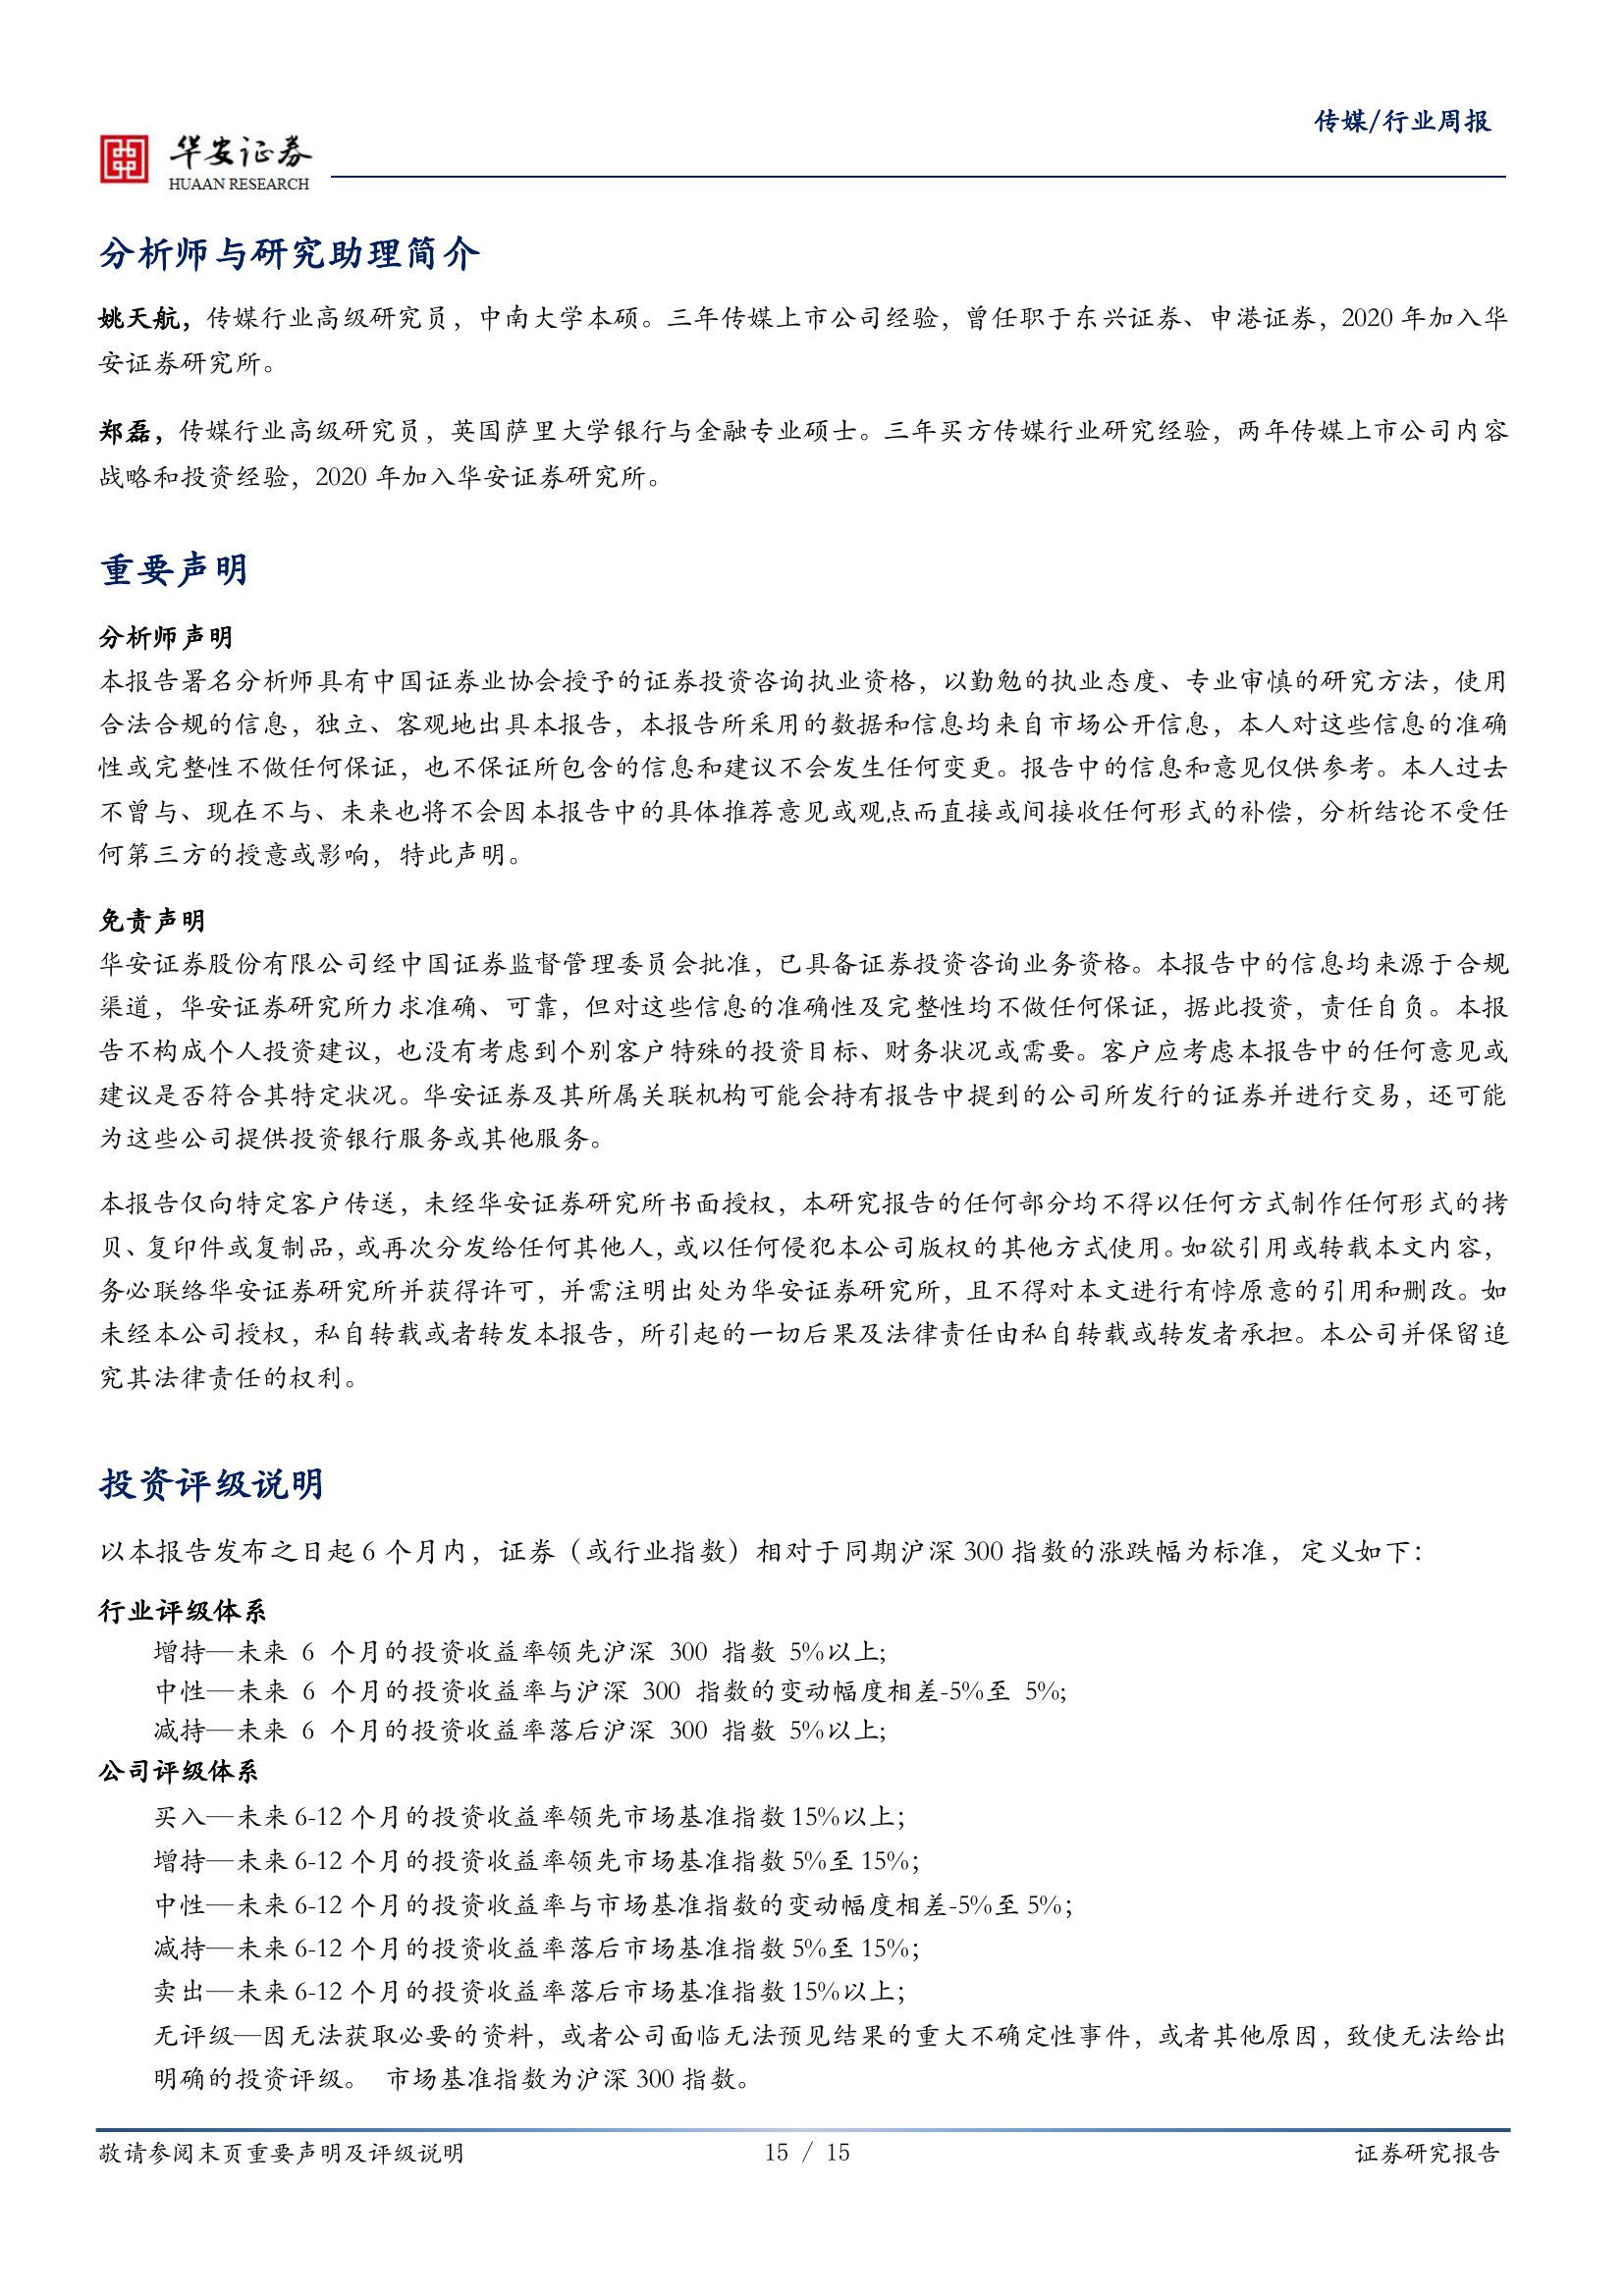 传媒/行业周报
华安证券
HUAAN RESEARCH
分析师与研究助理简介
姚天航，传媒行业高级研究员，中南大学本硕。三年传媒上市公司经验，曾任职于东兴证券、申港证券，2020 年加入华
安证券研究所。
郑磊，传媒行业高级研究员，英国萨里大学银行与金融专业硕士。三年买方传媒行业研究经验，两年传媒上市公司内容
战略和投资经验，2020 年加入华安证券研究所。
重要声明
分析师声明
本报告署名分析师具有中国证券业协会授予的证券投资咨询执业资格，以勤勉的执业态度、专业审慎的研究方法，使用
合法合规的信息，独立、客观地出具本报告，本报告所采用的数据和信息均来自市场公开信息，本人对这些信息的准确
性或完整性不做任何保证，也不保证所包含的信息和建议不会发生任何变更。报告中的信息和意见仅供参考。本人过去
不曾与、现在不与、未来也将不会因本报告中的具体推荐意见或观点而直接或间接收任何形式的补偿，分析结论不受任
何第三方的授意或影响，特此声明。
免责声明
华安证券股份有限公司经中国证券监督管理委员会批准，已具备证券投资咨询业务资格。本报告中的信息均来源于合规
渠道，华安证券研究所力求准确、可靠，但对这些信息的准确性及完整性均不做任何保证，据此投资，责任自负。本报
告不构成个人投资建议，也没有考虑到个别客户特殊的投资目标、财务状况或需要。客户应考虑本报告中的任何意见或
建议是否符合其特定状况。华安证券及其所属关联机构可能会持有报告中提到的公司所发行的证券并进行交易，还可能
为这些公司提供投资银行服务或其他服务。
本报告仅向特定客户传送，未经华安证券研究所书面授权，本研究报告的任何部分均不得以任何方式制作任何形式的拷
贝、复印件或复制品，或再次分发给任何其他人，或以任何侵犯本公司版权的其他方式使用。如欲引用或转载本文内容，
务必联络华安证券研究所并获得许可，并需注明出处为华安证券研究所，且不得对本文进行有悖原意的引用和删改。如
未经本公司授权，私自转载或者转发本报告，所引起的一切后果及法律责任由私自转载或转发者承担。本公司并保留追
究其法律责任的权利。
投资评级说明
以本报告发布之日起 6 个月内，证券（或行业指数）相对于同期沪深 300 指数的涨跌幅为标准，定义如下：
行业评级体系
增持—未来 6 个月的投资收益率领先沪深 300 指数 5%以上;
中性—未来 6 个月的投资收益率与沪深 300 指数的变动幅度相差-5%至 5%;
减持—未来 6 个月的投资收益率落后沪深 300 指数 5%以上;
公司评级体系
买入—未来 6-12 个月的投资收益率领先市场基准指数 15%以上；
增持—未来 6-12 个月的投资收益率领先市场基准指数 5%至 15%；
中性—未来 6-12 个月的投资收益率与市场基准指数的变动幅度相差-5%至 5%；
减持—未来 6-12 个月的投资收益率落后市场基准指数 5%至 15%；
卖出—未来 6-12 个月的投资收益率落后市场基准指数 15%以上；
无评级—因无法获取必要的资料，或者公司面临无法预见结果的重大不确定性事件，或者其他原因，致使无法给出
明确的投资评级。 市场基准指数为沪深 300 指数。
敬请参阅末页重要声明及评级说明 15 / 15 证券研究报告